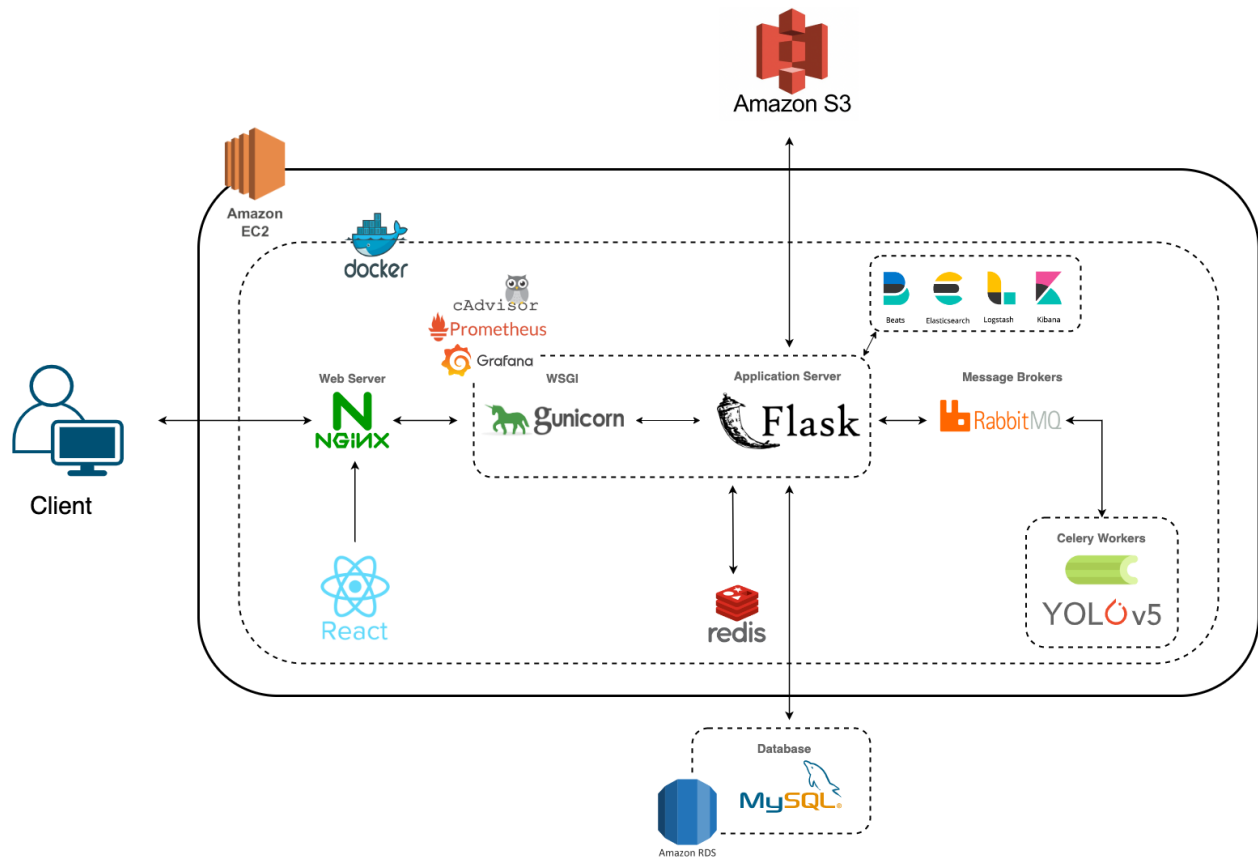 Amazon S3
Amazon
EC2
docker
cAdvisor
Prometheus
Grafana
Beats
Elasticsearch
Logstash
Kibana
Web Server
NGiNX
WSGI
gunicorn
Application Server
Flask
Message Brokers
RabbitMQ
Client
React
redis
Celery Workers
YOLOv5
Database
MySQL®
Amazon RDS